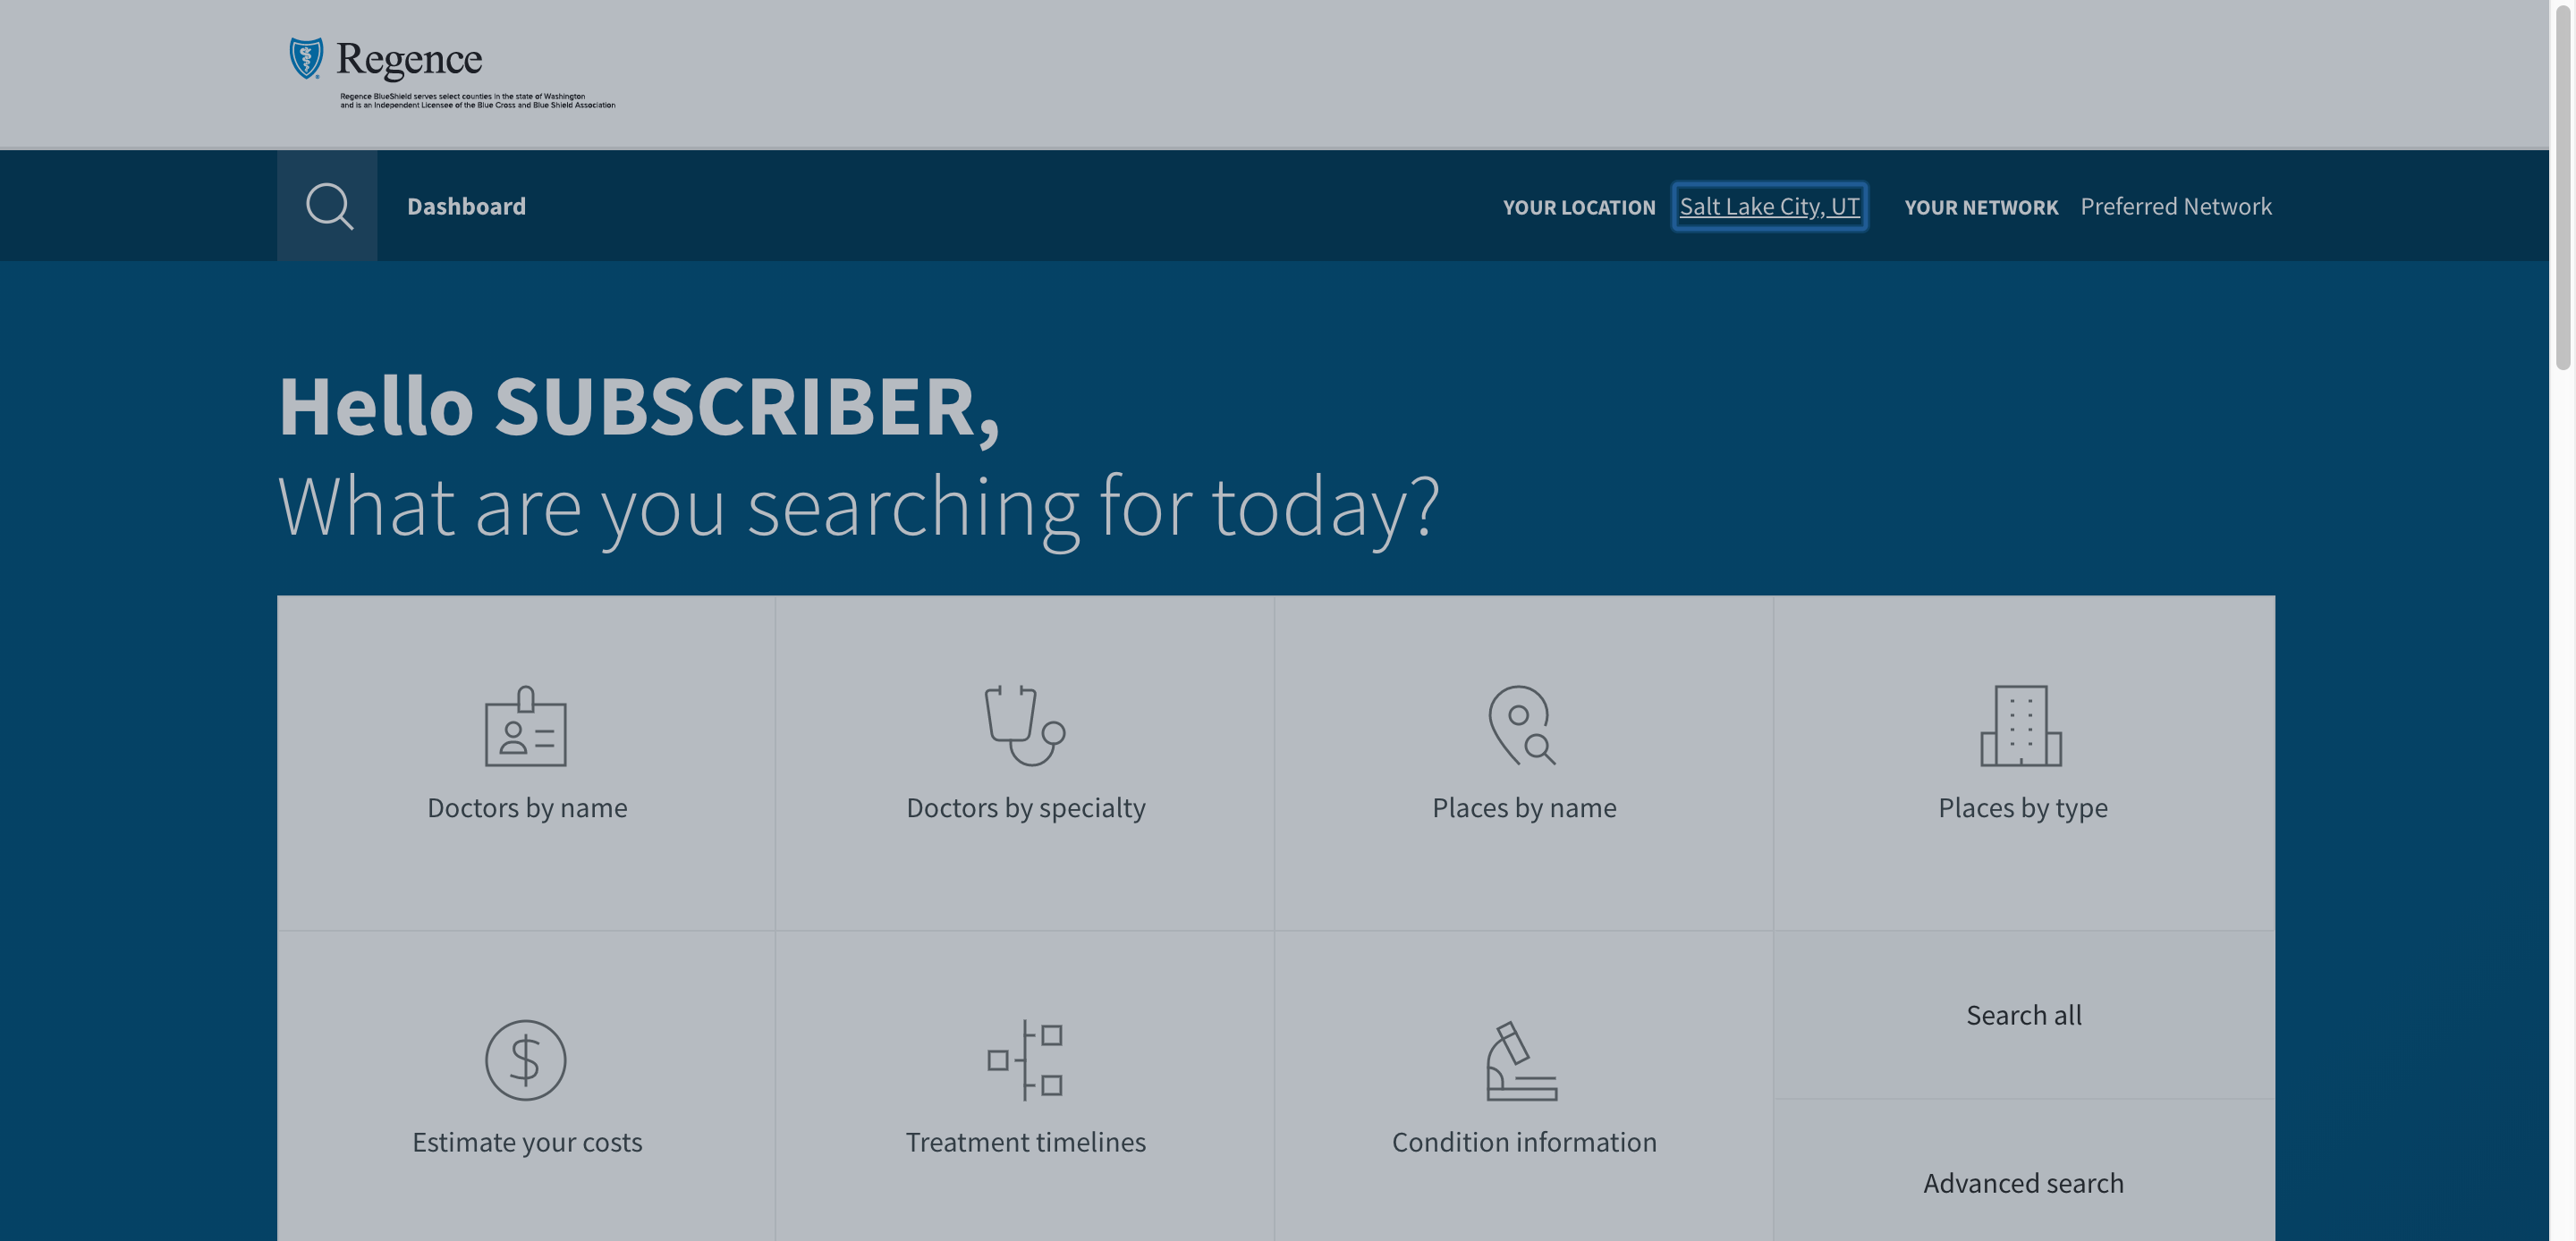 Regence
Regence BlueShield serves select counties in the state of Washington
and is an Independent Licensee of the Blue Cross and Blue Shield Association
Dashboard
YOUR LOCATION Salt Lake City, UT YOUR NETWORK Preferred Network
Hello SUBSCRIBER,
What are you searching for today?
Doctors by name
Doctors by specialty
Places by name
Places by type
Estimate your costs
Treatment timelines
Condition information
Search all
Advanced search